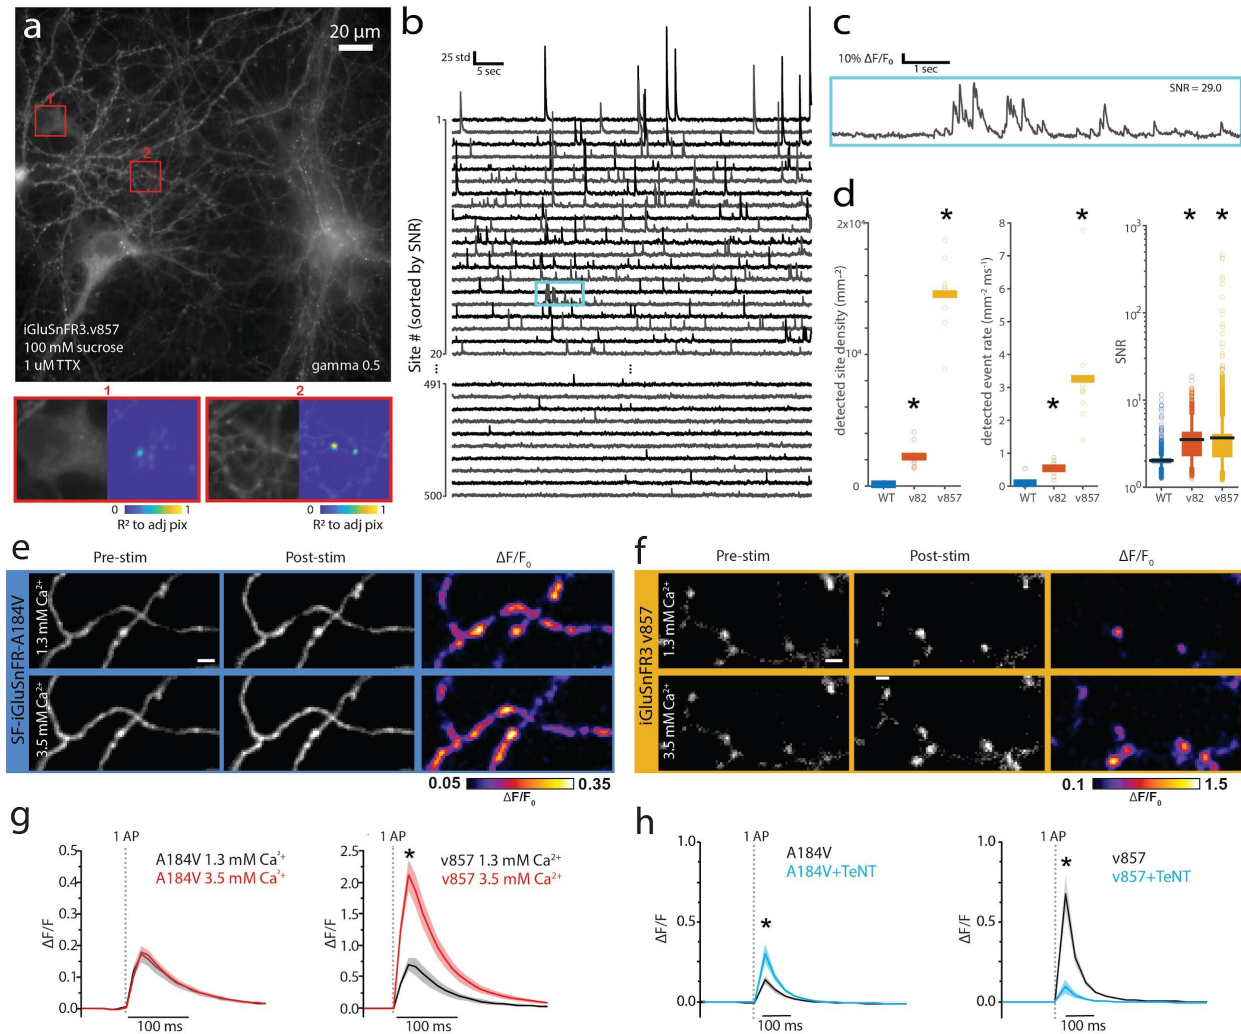 a
20 µm
1
2
iGluSnFR3.v857
100 mM sucrose
1 uM TTX
gamma 0.5
1
2
0 1
R² to adj pix
0 1
R² to adj pix
b
25 std
5 sec
Site # (sorted by SNR)
1
20
⋮ ⋮
491
500
c
10% ΔF/F₀
1 sec
SNR = 29.0
d
detected site density (mm⁻²)
2x10⁴
10⁴
0
WT v82 v857
* *
detected event rate (mm⁻² ms⁻¹)
8
7
6
5
4
3
2
1
0
WT v82 v857
* *
SNR
10³
10²
10¹
10⁰
WT v82 v857
* *
e
Pre-stim Post-stim ΔF/F₀
SF-iGluSnFR-A184V
1.3 mM Ca²⁺
3.5 mM Ca²⁺
0.05 0.35
ΔF/F₀
f
Pre-stim Post-stim ΔF/F₀
iGluSnFR3 v857
1.3 mM Ca²⁺
3.5 mM Ca²⁺
0.1 1.5
ΔF/F₀
g
1 AP
0.5
0.4
0.3
0.2
0.1
0.0
ΔF/F
A184V 1.3 mM Ca²⁺
A184V 3.5 mM Ca²⁺
100 ms
1 AP
2.5
2.0
1.5
1.0
0.5
0.0
ΔF/F
*
v857 1.3 mM Ca²⁺
v857 3.5 mM Ca²⁺
100 ms
h
1 AP
1.0
0.5
0.0
ΔF/F
A184V
A184V+TeNT
*
100 ms
1 AP
1.0
0.5
0.0
ΔF/F
*
v857
v857+TeNT
100 ms